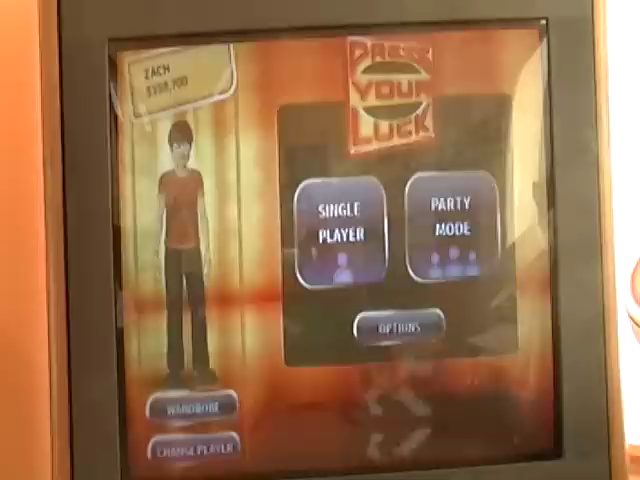 ZACH
PRESS
YOUR
LUCK
SINGLE
PLAYER
PARTY
MODE
OPTIONS
WARDROBE
CHANGE PLAYER